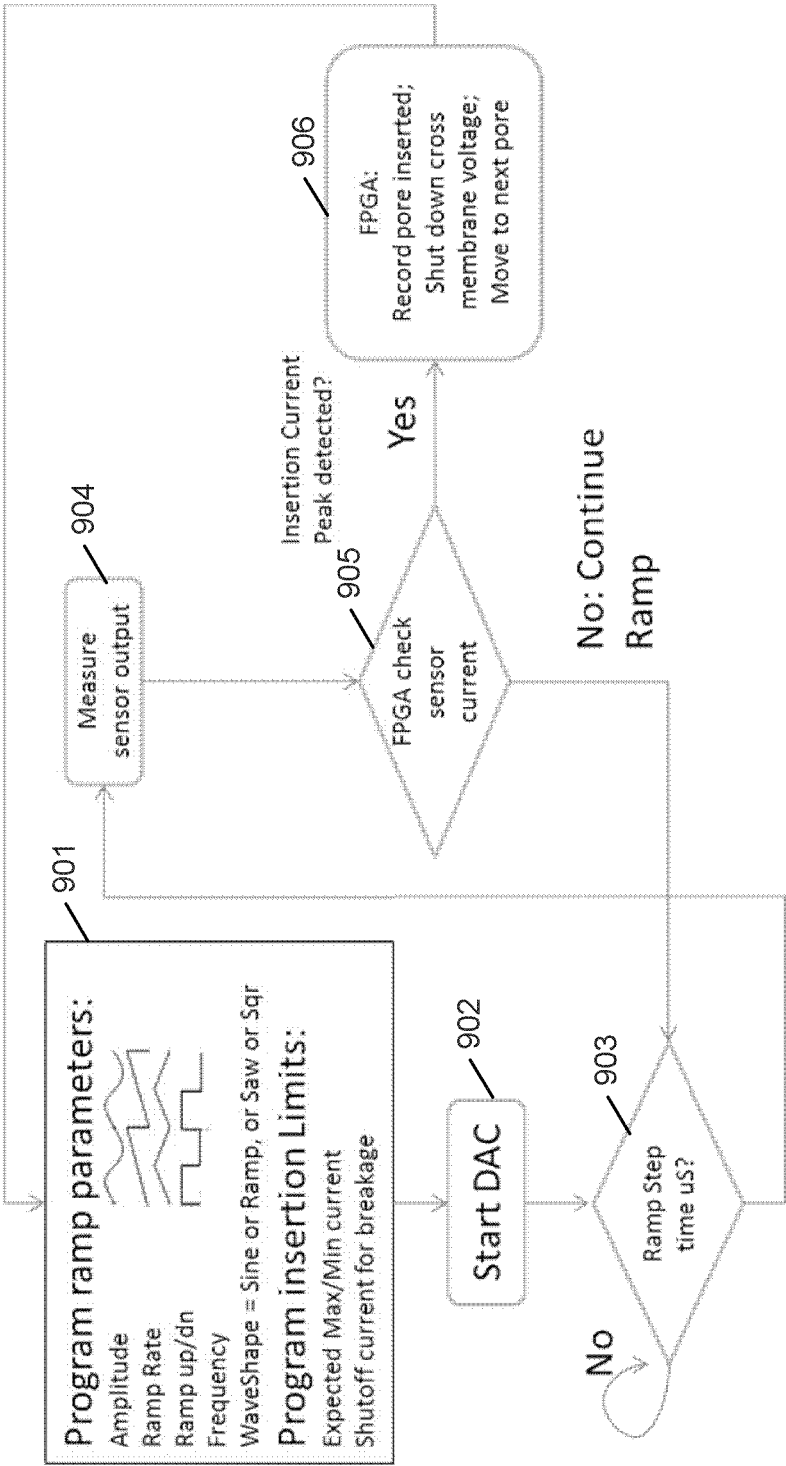 901
Program ramp parameters:
Amplitude
Ramp Rate
Ramp up/dn
Frequency
WaveShape = Sine or Ramp, or Saw or Sqr
Program insertion Limits:
Expected Max/Min current
Shutoff current for breakage
902
Start DAC
903
Ramp Step
time uS?
No
904
Measure
sensor output
905
FPGA check
sensor
current
Insertion Current
Peak detected?
Yes
No: Continue
Ramp
906
FPGA:
Record pore inserted;
Shut down cross
membrane voltage;
Move to next pore